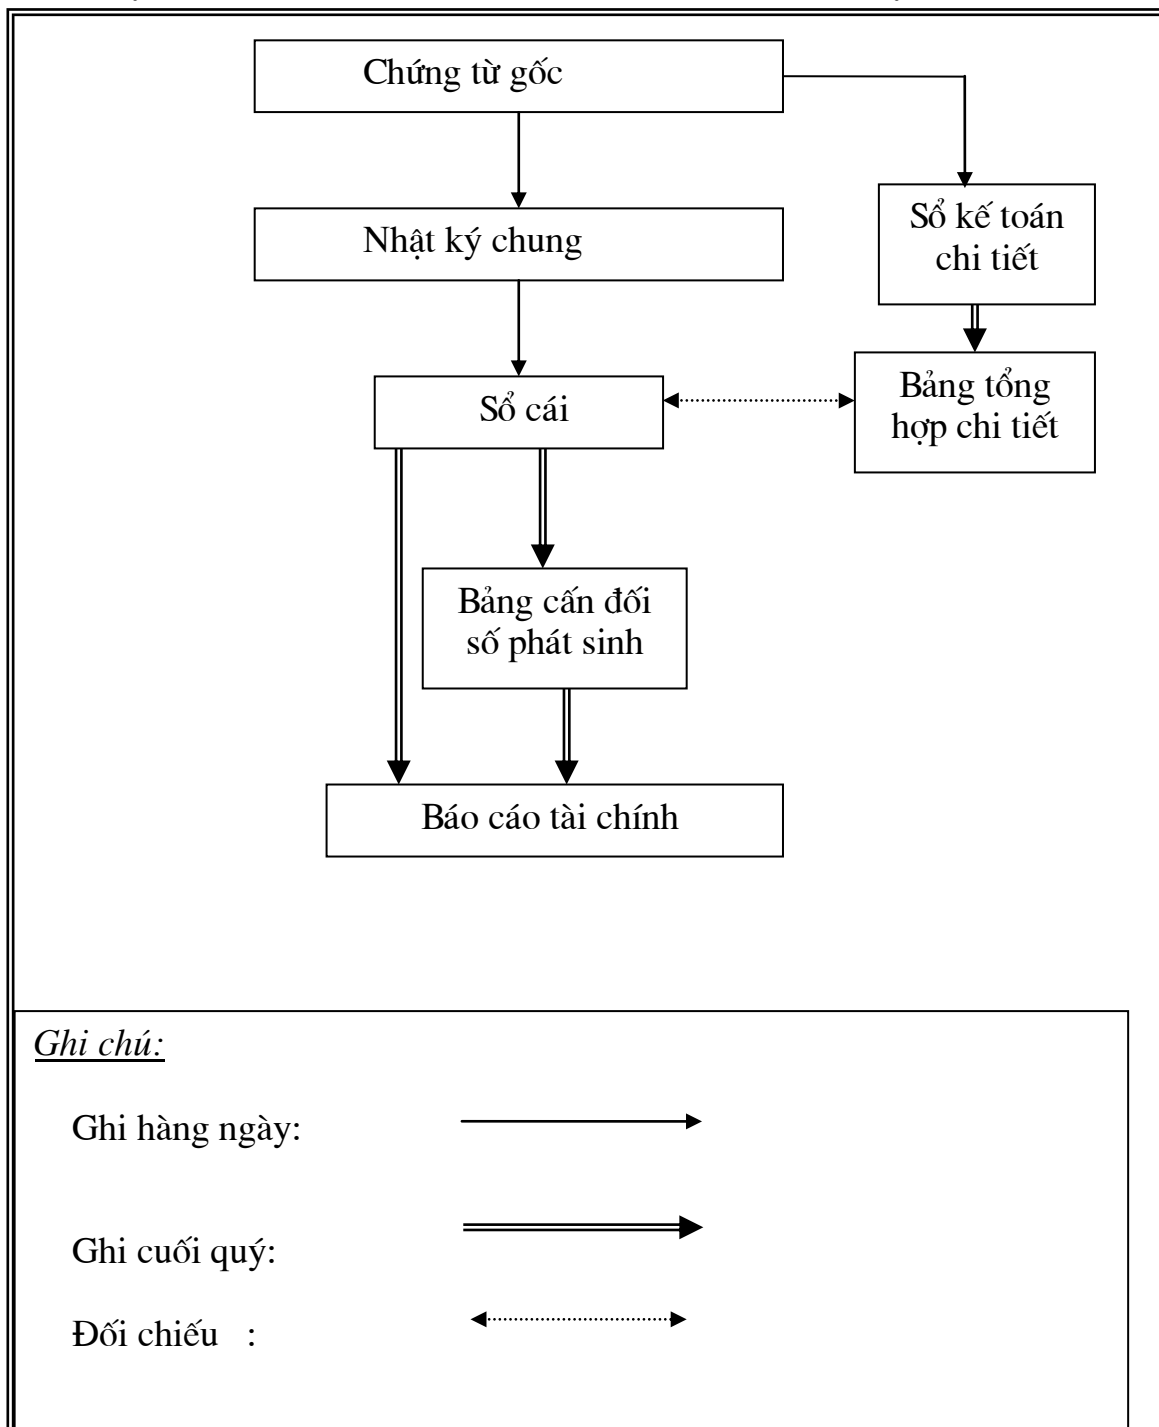 Chứng từ gốc
Nhật ký chung
Sổ kế toán
chi tiết
Sổ cái
Bảng tổng
hợp chi tiết
Bảng cấn đối
số phát sinh
Báo cáo tài chính
Ghi chú:
Ghi hàng ngày:
Ghi cuối quý:
Đối chiếu :